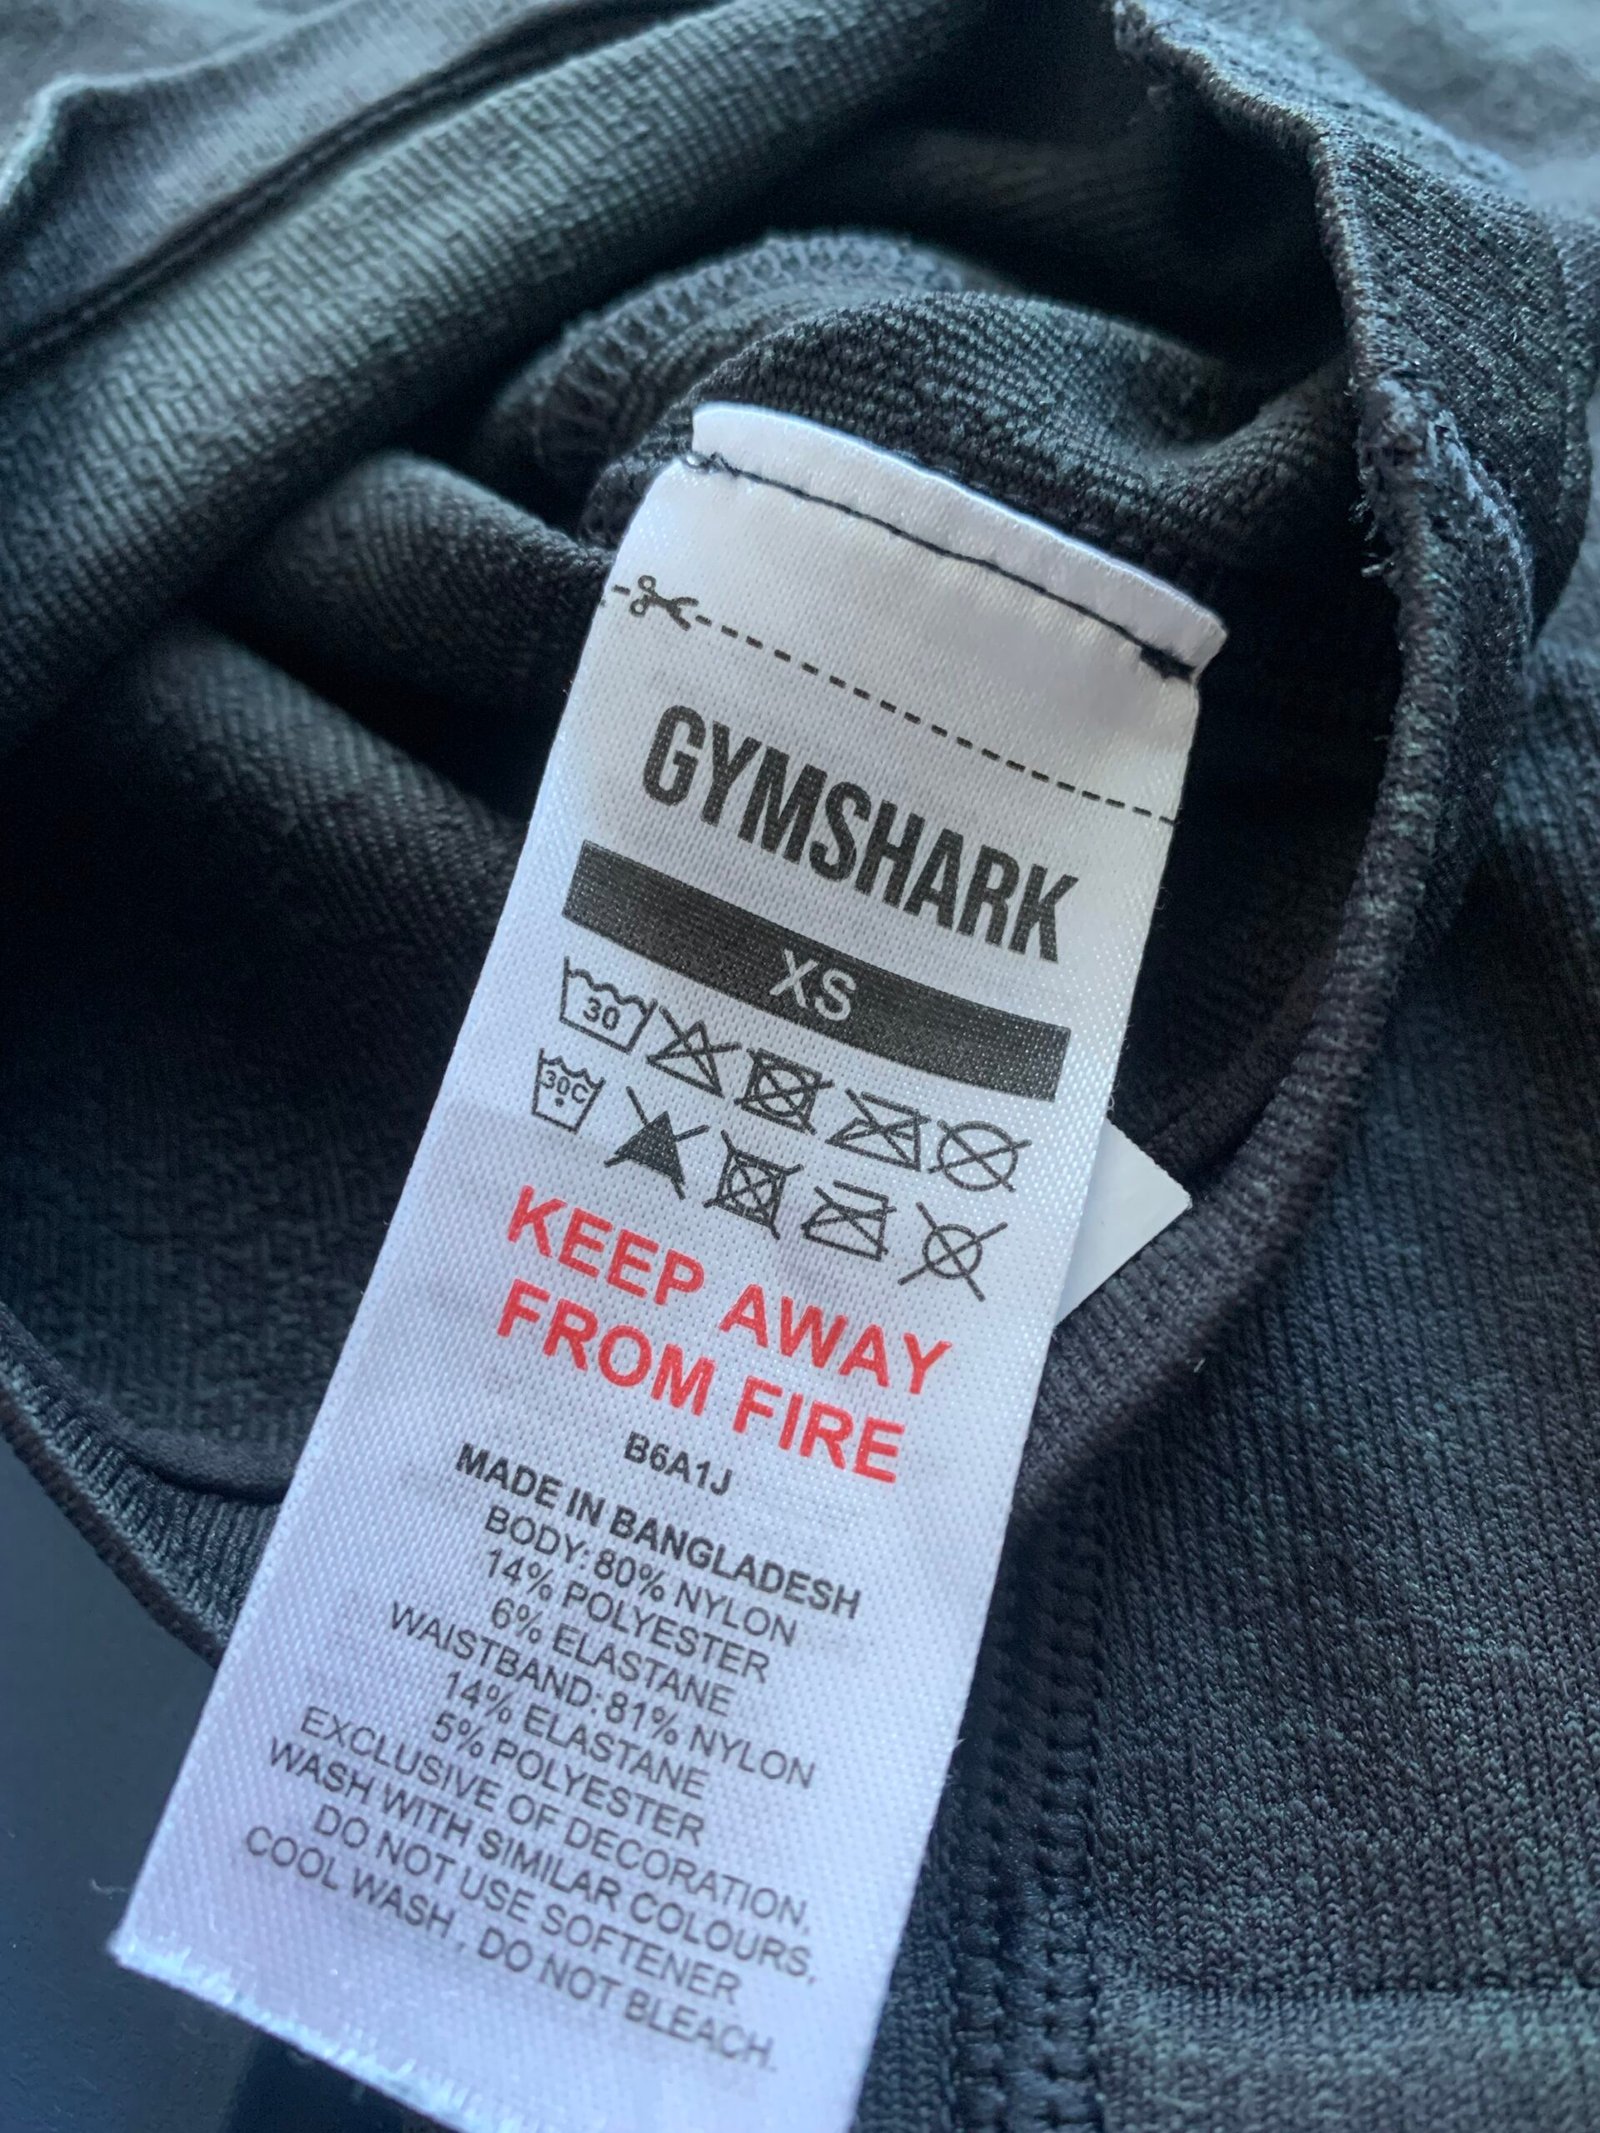 GYMSHARK
XS
30
30C
KEEP AWAY
FROM FIRE
B6A1J
MADE IN BANGLADESH
BODY: 80% NYLON
14% POLYESTER
6% ELASTANE
WAISTBAND: 81% NYLON
14% ELASTANE
5% POLYESTER
EXCLUSIVE OF DECORATION,
WASH WITH SIMILAR COLOURS,
DO NOT USE SOFTENER
COOL WASH , DO NOT BLEACH.